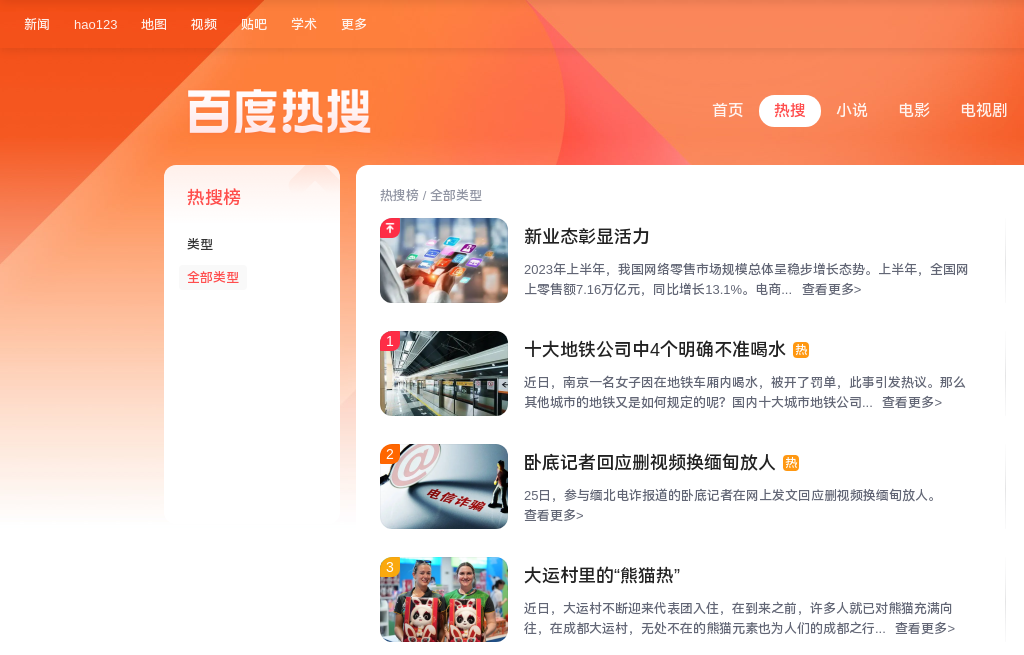 新闻 hao123 地图 视频 贴吧 学术 更多
百度热搜
首页 热搜 小说 电影 电视剧
热搜榜
类型
全部类型
热搜榜 / 全部类型
新业态彰显活力
2023年上半年，我国网络零售市场规模总体呈稳步增长态势。上半年，全国网
上零售额7.16万亿元，同比增长13.1%。电商... 查看更多>
1
十大地铁公司中4个明确不准喝水 热
近日，南京一名女子因在地铁车厢内喝水，被开了罚单，此事引发热议。那么
其他城市的地铁又是如何规定的呢？国内十大城市地铁公司... 查看更多>
2
@
电信诈骗
卧底记者回应删视频换缅甸放人 热
25日，参与缅北电诈报道的卧底记者在网上发文回应删视频换缅甸放人。
查看更多>
3
大运村里的“熊猫热”
近日，大运村不断迎来代表团入住，在到来之前，许多人就已对熊猫充满向
往，在成都大运村，无处不在的熊猫元素也为人们的成都之行... 查看更多>